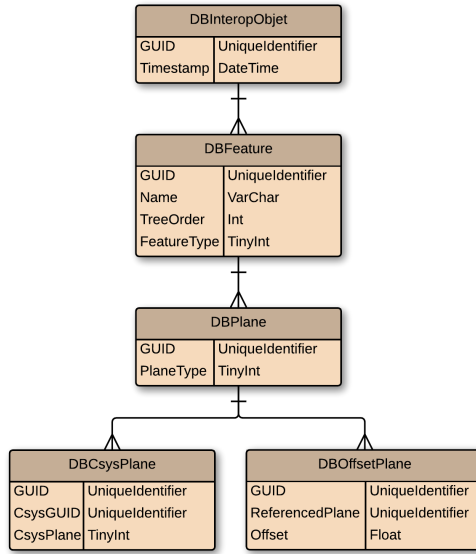 DBInteropObjet
GUID UniqueIdentifier
Timestamp DateTime
DBFeature
GUID UniqueIdentifier
Name VarChar
TreeOrder Int
FeatureType TinyInt
DBPlane
GUID UniqueIdentifier
PlaneType TinyInt
DBCsysPlane
GUID UniqueIdentifier
CsysGUID UniqueIdentifier
CsysPlane TinyInt
DBOffsetPlane
GUID UniqueIdentifier
ReferencedPlane UniqueIdentifier
Offset Float